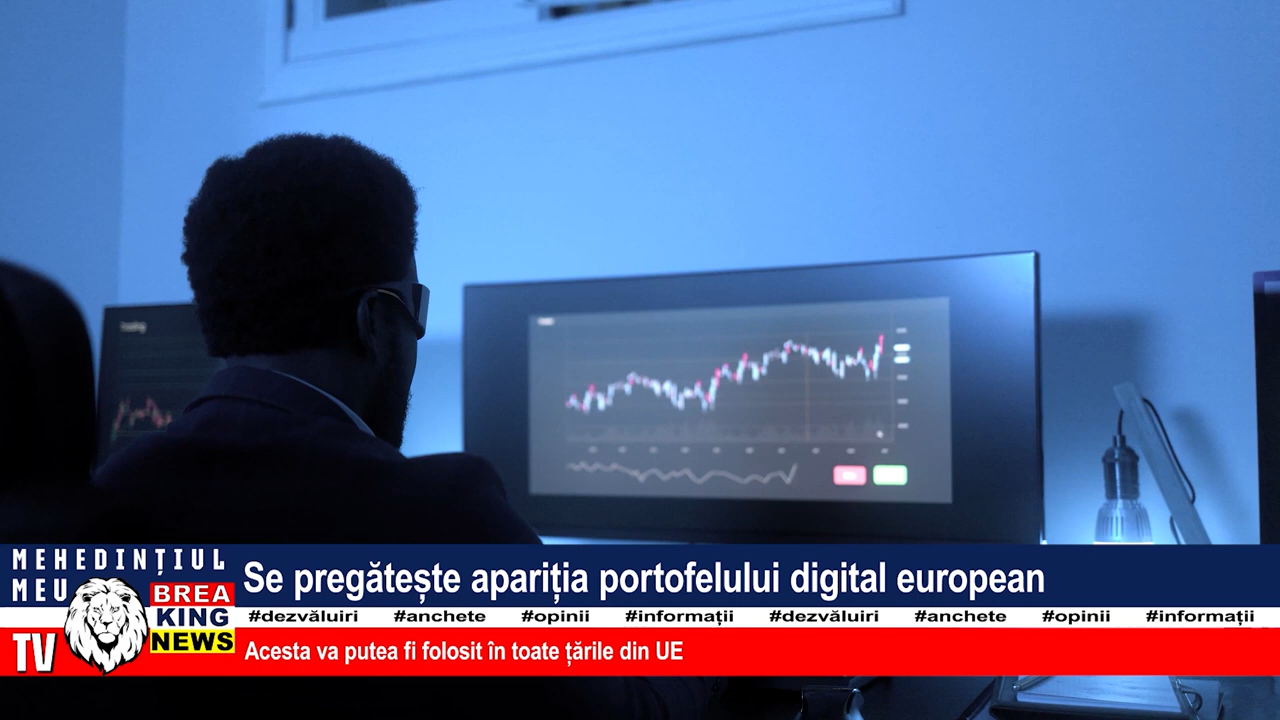 Trading
MEHEDINȚIUL
MEU
TV
BREA
KING
NEWS
Se pregătește apariția portofelului digital european
#dezvăluiri #anchete #opinii #informații #dezvăluiri #anchete #opinii #informații
Acesta va putea fi folosit în toate țările din UE